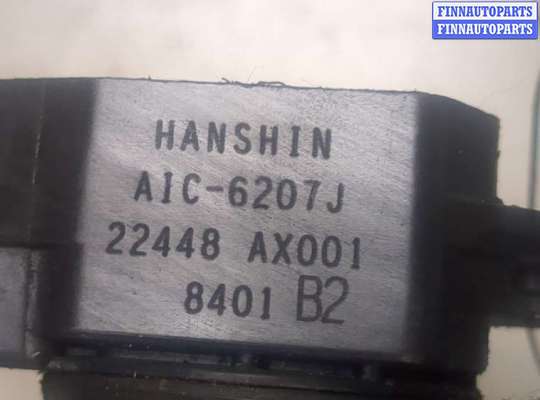 FINNAUTOPARTS
FINNAUTOPARTS
HANSHIN
AIC-6207J
22448 AX001
8401 B2